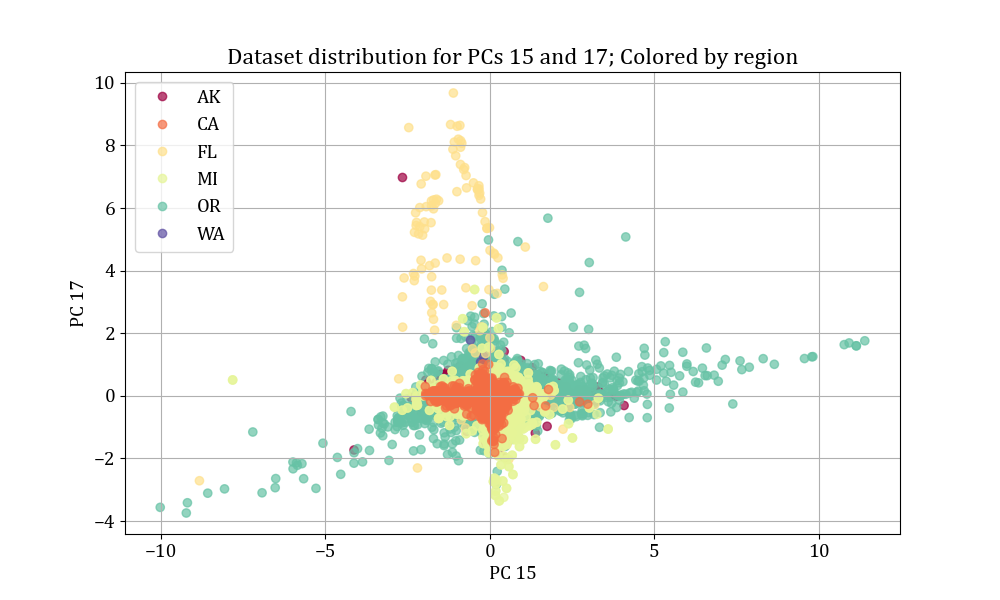 Dataset distribution for PCs 15 and 17; Colored by region
PC 17
10
8
6
4
2
0
−2
−4
AK
CA
FL
MI
OR
WA
−10
−5
0
5
10
PC 15